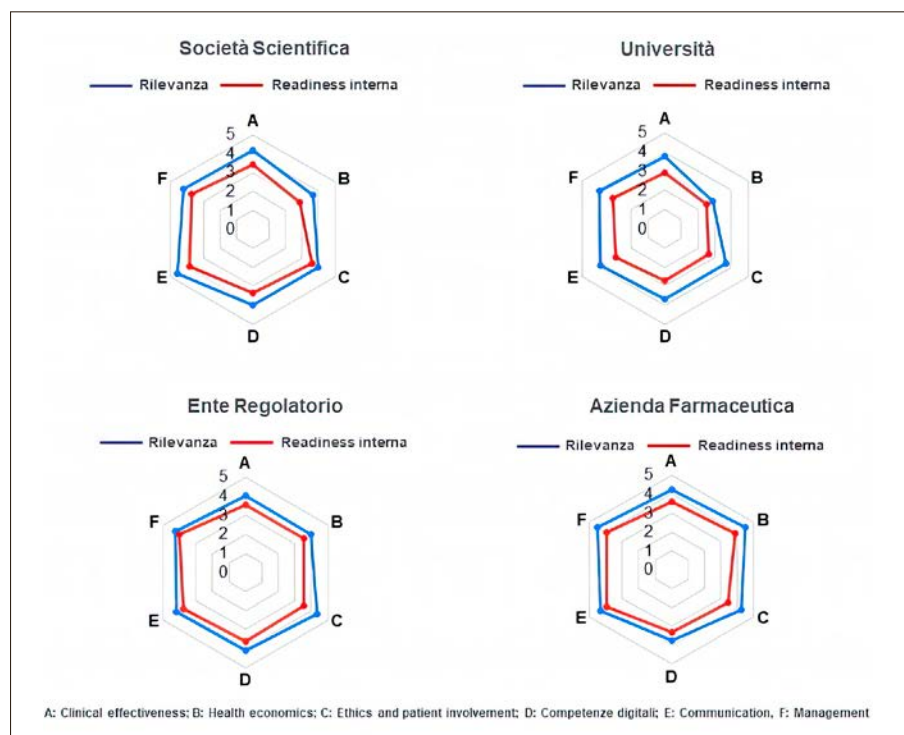 Società Scientifica
Rilevanza Readiness interna
A
5
4
3
2
1
0
F
B
E
C
D
Università
Rilevanza Readiness interna
A
5
4
3
2
1
0
F
B
E
C
D
Ente Regolatorio
Rilevanza Readiness interna
A
5
4
3
2
1
0
F
B
E
C
D
Azienda Farmaceutica
Rilevanza Readiness interna
A
5
4
3
2
1
0
F
B
E
C
D
A: Clinical effectiveness; B: Health economics; C: Ethics and patient involvement; D: Competenze digitali; E: Communication, F: Management